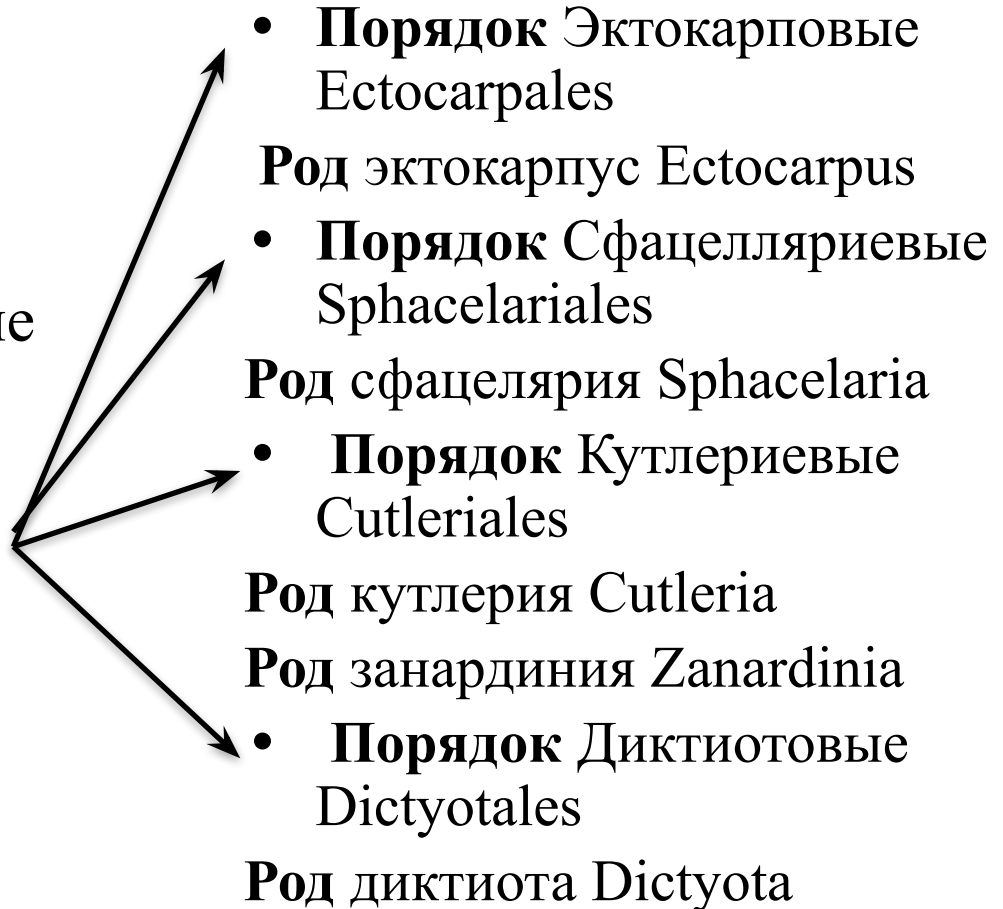 • Порядок Эктокарповые
Ectocarpales
Род эктокарпус Ectocarpus
• Порядок Сфацелляриевые
Sphacelariales
Род сфацелярия Sphacelaria
• Порядок Кутлериевые
Cutleriales
Род кутлерия Cutleria
Род занардиния Zanardinia
• Порядок Диктиотовые
Dictyotales
Род диктиота Dictyota